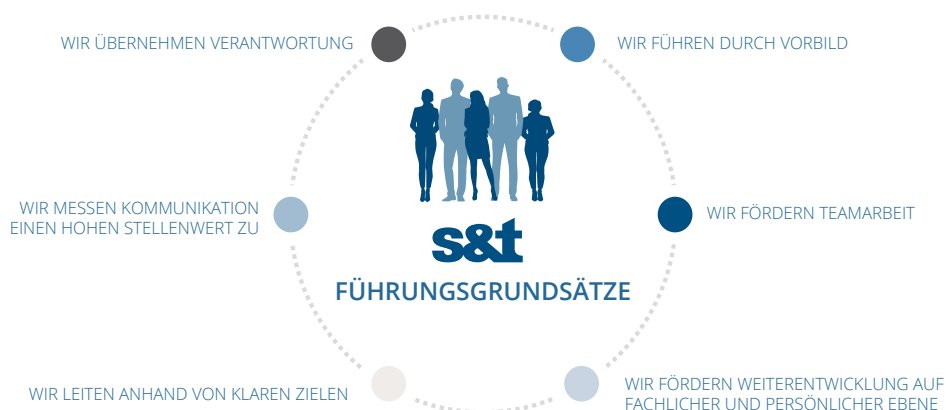 WIR ÜBERNEHMEN VERANTWORTUNG
WIR FÜHREN DURCH VORBILD
WIR MESSEN KOMMUNIKATION
EINEN HOHEN STELLENWERT ZU
WIR FÖRDERN TEAMARBEIT
s&t
FÜHRUNGSGRUNDSÄTZE
WIR LEITEN ANHAND VON KLAREN ZIELEN
WIR FÖRDERN WEITERENTWICKLUNG AUF
FACHLICHER UND PERSÖNLICHER EBENE